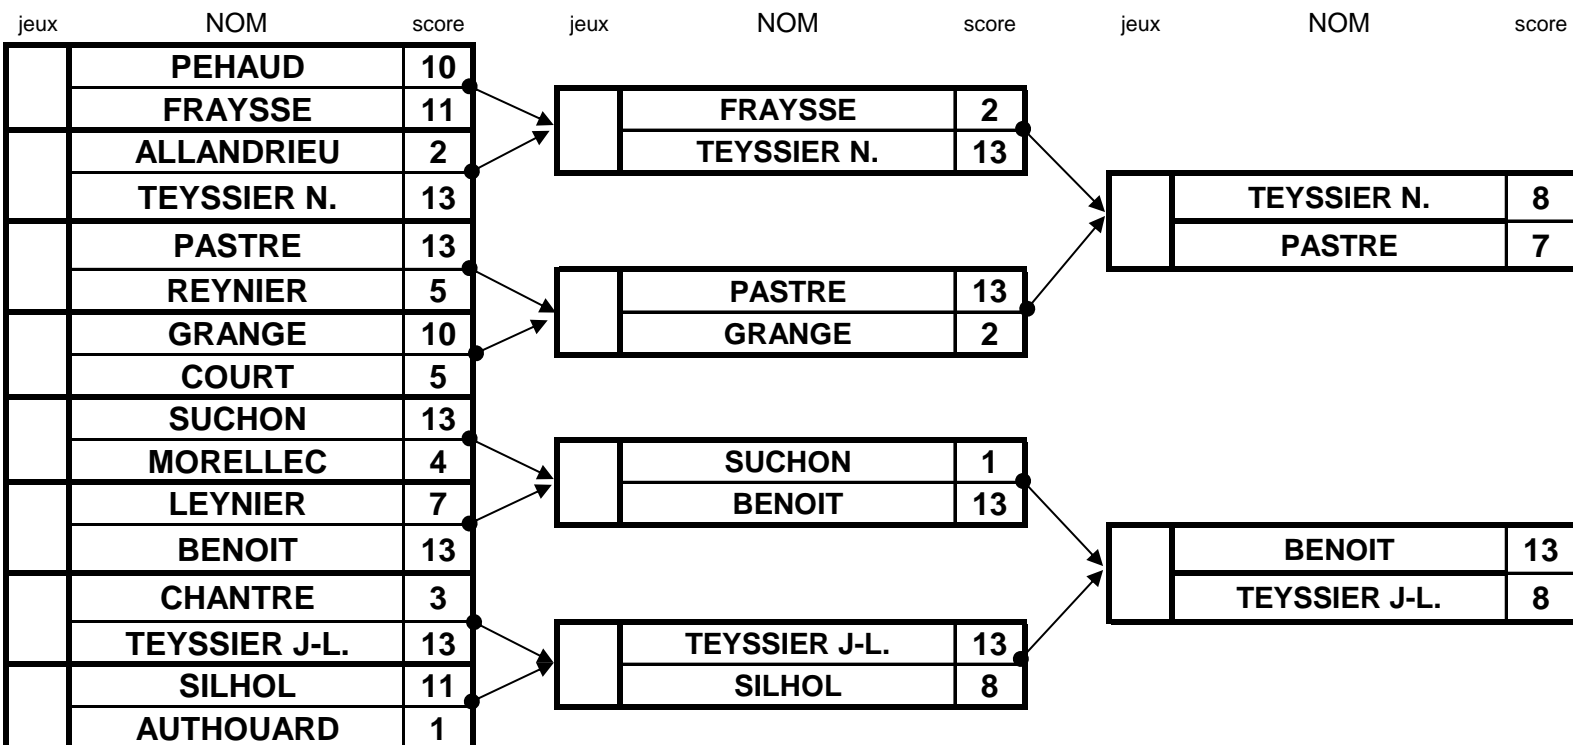 jeux NOM score jeux NOM score jeux NOM score
PEHAUD 10
FRAYSSE 11
ALLANDRIEU 2
TEYSSIER N. 13
PASTRE 13
REYNIER 5
GRANGE 10
COURT 5
SUCHON 13
MORELLEC 4
LEYNIER 7
BENOIT 13
CHANTRE 3
TEYSSIER J-L. 13
SILHOL 11
AUTHOUARD 1
FRAYSSE 2
TEYSSIER N. 13
PASTRE 13
GRANGE 2
SUCHON 1
BENOIT 13
TEYSSIER J-L. 13
SILHOL 8
TEYSSIER N. 8
PASTRE 7
BENOIT 13
TEYSSIER J-L. 8